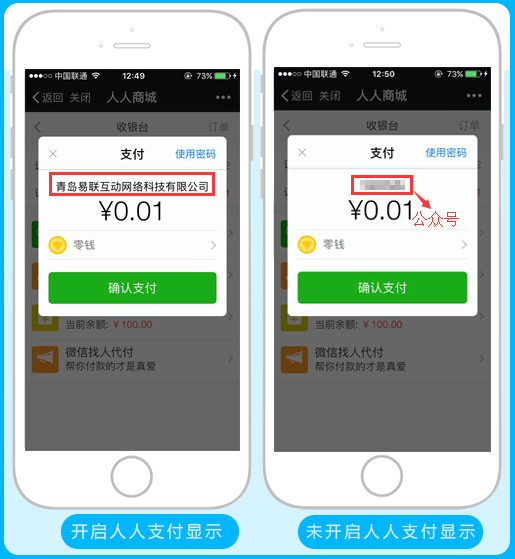 中国联通 12:49 73%
返回 关闭 人人商城
收银台 订单
支付 使用密码
青岛易联互动网络科技有限公司
¥0.01
零钱
确认支付
当前余额: ¥100.00
微信找人代付
帮你付款的才是真爱
开启人人支付显示
中国联通 12:50 73%
返回 关闭 人人商城
收银台 订单
支付 使用密码
¥0.01
公众号
零钱
确认支付
当前余额: ¥100.00
微信找人代付
帮你付款的才是真爱
未开启人人支付显示